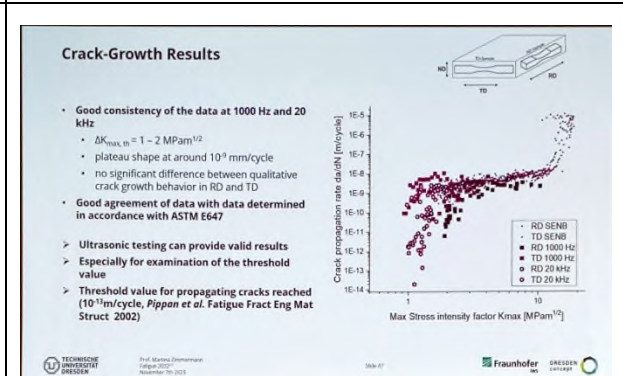 Crack-Growth Results
• Good consistency of the data at 1000 Hz and 20
kHz
• ΔKmax, th = 1 – 2 MPam1/2
• plateau shape at around 10-9 mm/cycle
• no significant difference between qualitative
crack growth behavior in RD and TD
• Good agreement of data with data determined
in accordance with ASTM E647
➢ Ultrasonic testing can provide valid results
➢ Especially for examination of the threshold
value
➢ Threshold value for propagating cracks reached
(10-13m/cycle, Pippan et al. Fatigue Fract Eng Mat
Struct 2002)
ND
TD
RD
Crack propagation rate da/dN [m/cycle]
1E-5
1E-6
1E-7
1E-8
1E-9
1E-10
1E-11
1E-12
1E-13
1E-14
RD SENB
TD SENB
RD 1000 Hz
TD 1000 Hz
RD 20 kHz
TD 20 kHz
1
10
Max Stress intensity factor Kmax [MPam1/2]
TECHNISCHE
UNIVERSITÄT
DRESDEN
Prof. Martina Zimmermann
November 7th 2023
Slide 47
Fraunhofer
IWS
DRESDEN
concept